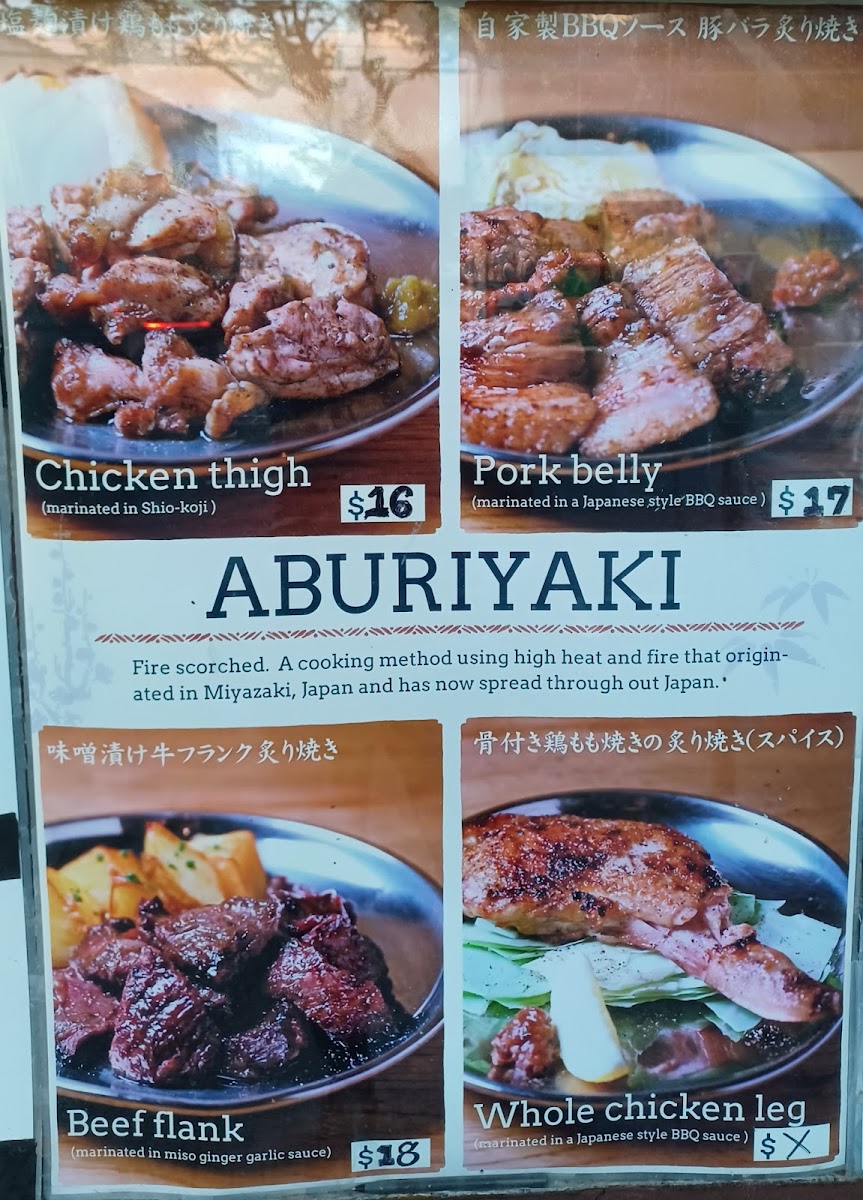 塩麹漬け鶏もも炙り焼き
自家製BBQソース 豚バラ炙り焼き
Chicken thigh
(marinated in Shio-koji)
$16
Pork belly
(marinated in a Japanese style BBQ sauce)
$17
ABURIYAKI
Fire scorched. A cooking method using high heat and fire that origin-
ated in Miyazaki, Japan and has now spread through out Japan.
味噌漬け牛フランク炙り焼き
骨付き鶏もも焼きの炙り焼き(スパイス)
Beef flank
(marinated in miso ginger garlic sauce)
$18
Whole chicken leg
(marinated in a Japanese style BBQ sauce)
$X